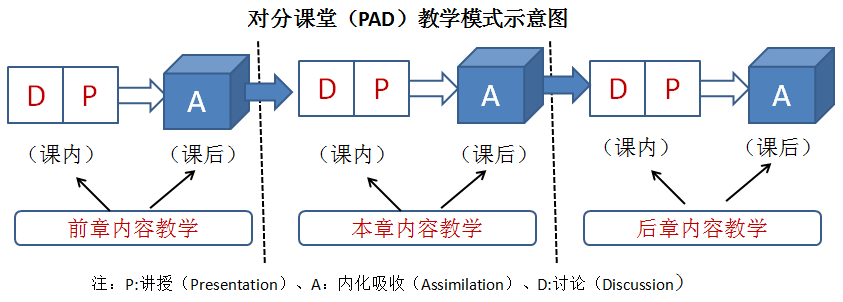 对分课堂（PAD）教学模式示意图
D P A D P A D P A
（课内） （课后） （课内） （课后） （课内） （课后）
前章内容教学 本章内容教学 后章内容教学
注：P:讲授（Presentation）、A：内化吸收（Assimilation）、D:讨论（Discussion）